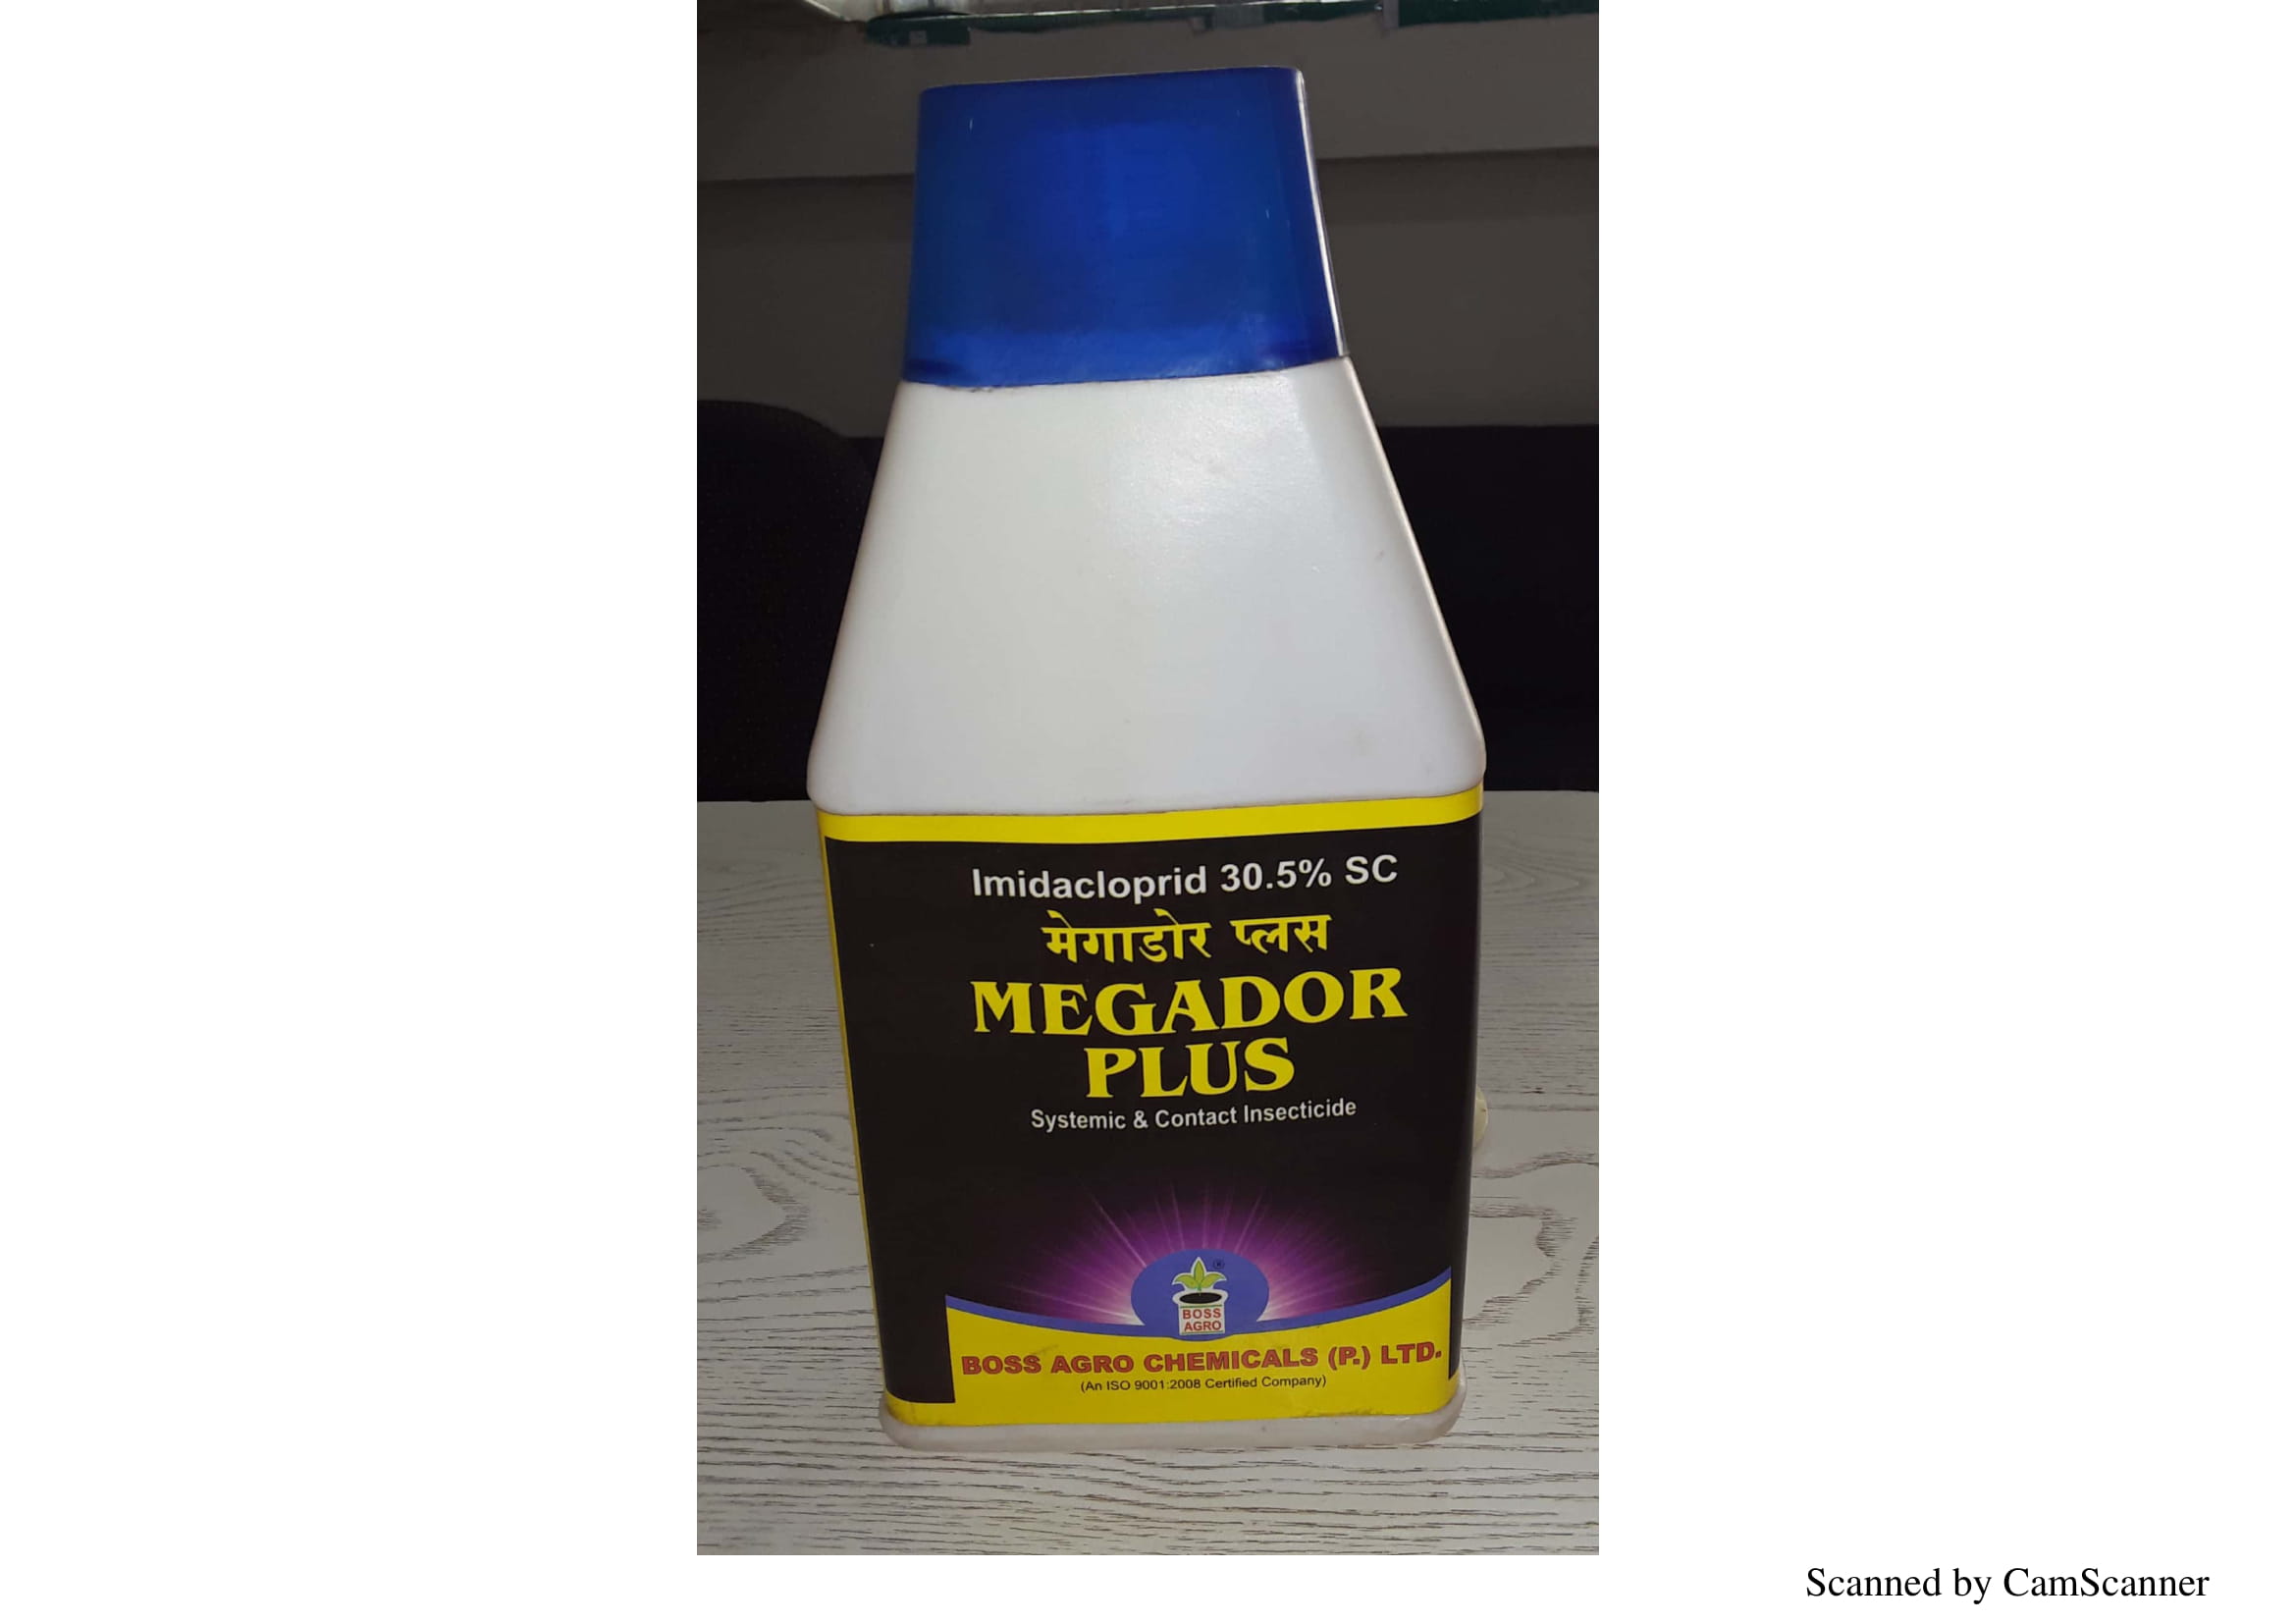 Imidacloprid 30.5% SC
मेगाडोर प्लस
MEGADOR
PLUS
Systemic & Contact Insecticide
®
BOSS
AGRO
BOSS AGRO CHEMICALS (P.) LTD.
(An ISO 9001:2008 Certified Company)
Scanned by CamScanner